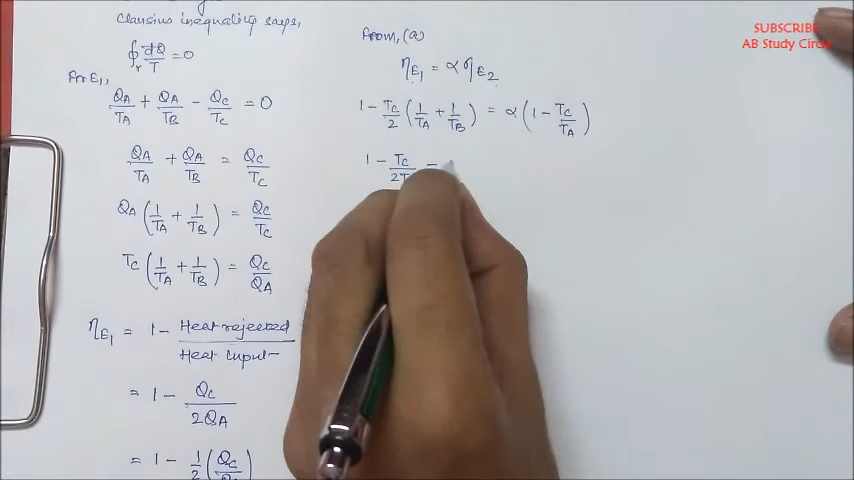 Clausius inequality says,
∮r dQ/T = 0
For E1,
QA/TA + QA/TB - QC/TC = 0
QA/TA + QA/TB = QC/TC
QA (1/TA + 1/TB) = QC/TC
TC (1/TA + 1/TB) = QC/QA
ηE1 = 1 - Heat rejected/Heat input
= 1 - QC/2QA
= 1 - 1/2 (QC/QA)
From, (a)
ηE1 = α ηE2
1 - TC/2 (1/TA + 1/TB) = α (1 - TC/TA)
1 - TC/2T -
SUBSCRIBE
AB Study Circle